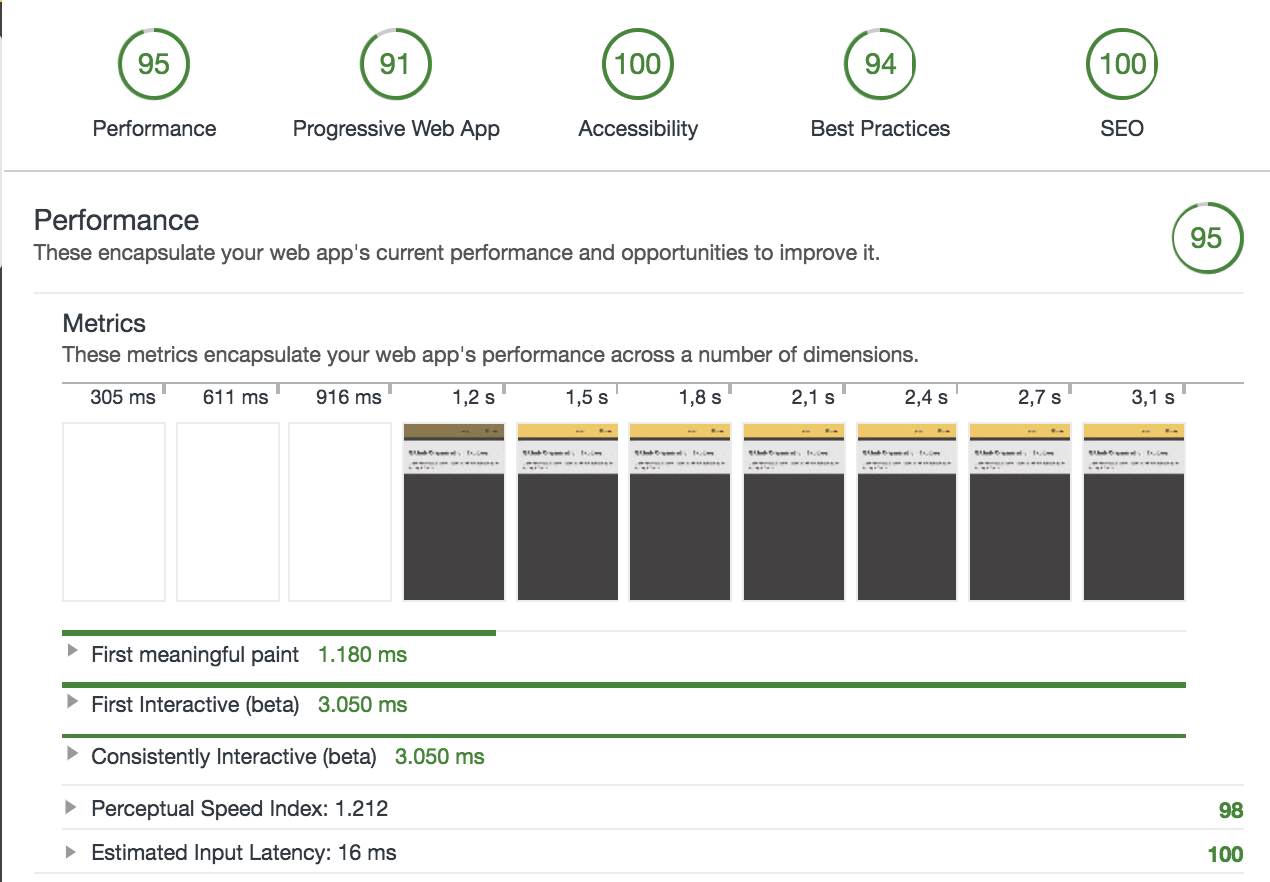 95 91 100 94 100
Performance Progressive Web App Accessibility Best Practices SEO
Performance
These encapsulate your web app's current performance and opportunities to improve it.
95
Metrics
These metrics encapsulate your web app's performance across a number of dimensions.
305 ms 611 ms 916 ms 1,2 s 1,5 s 1,8 s 2,1 s 2,4 s 2,7 s 3,1 s
First meaningful paint 1.180 ms
First Interactive (beta) 3.050 ms
Consistently Interactive (beta) 3.050 ms
Perceptual Speed Index: 1.212 98
Estimated Input Latency: 16 ms 100